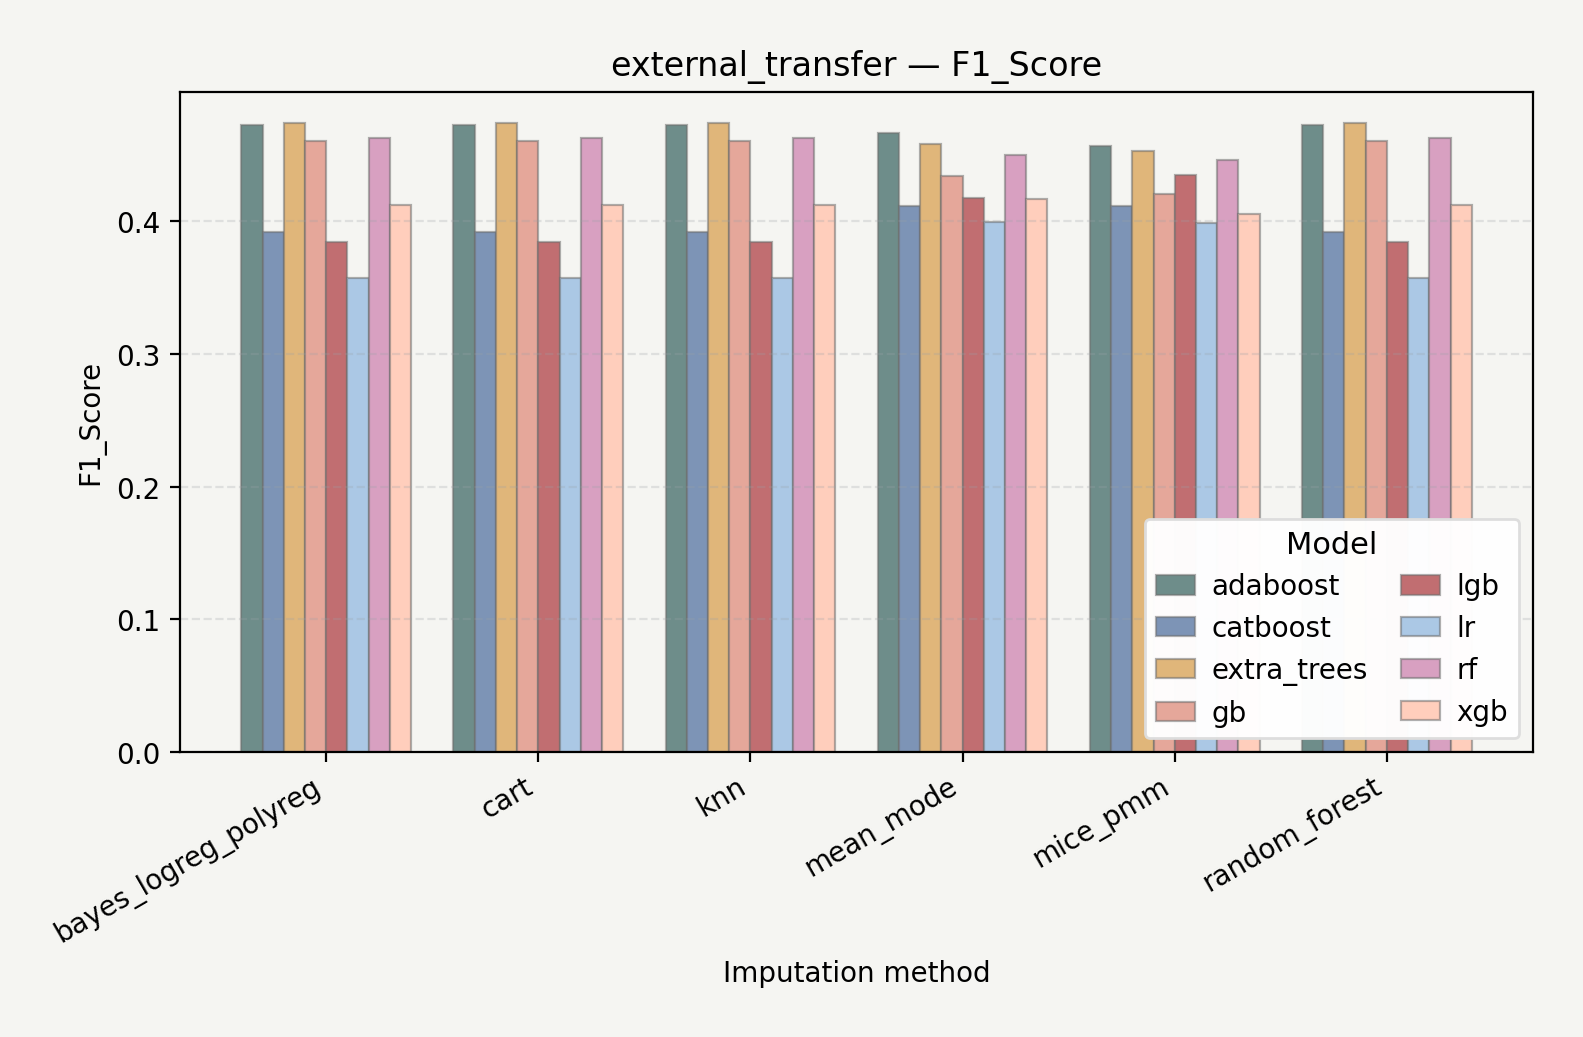 external_transfer — F1_Score
F1_Score
0.4
0.3
0.2
0.1
0.0
Model
adaboost
catboost
extra_trees
gb
lgb
lr
rf
xgb
bayes_logreg_polyreg
cart
knn
mean_mode
mice_pmm
random_forest
Imputation method